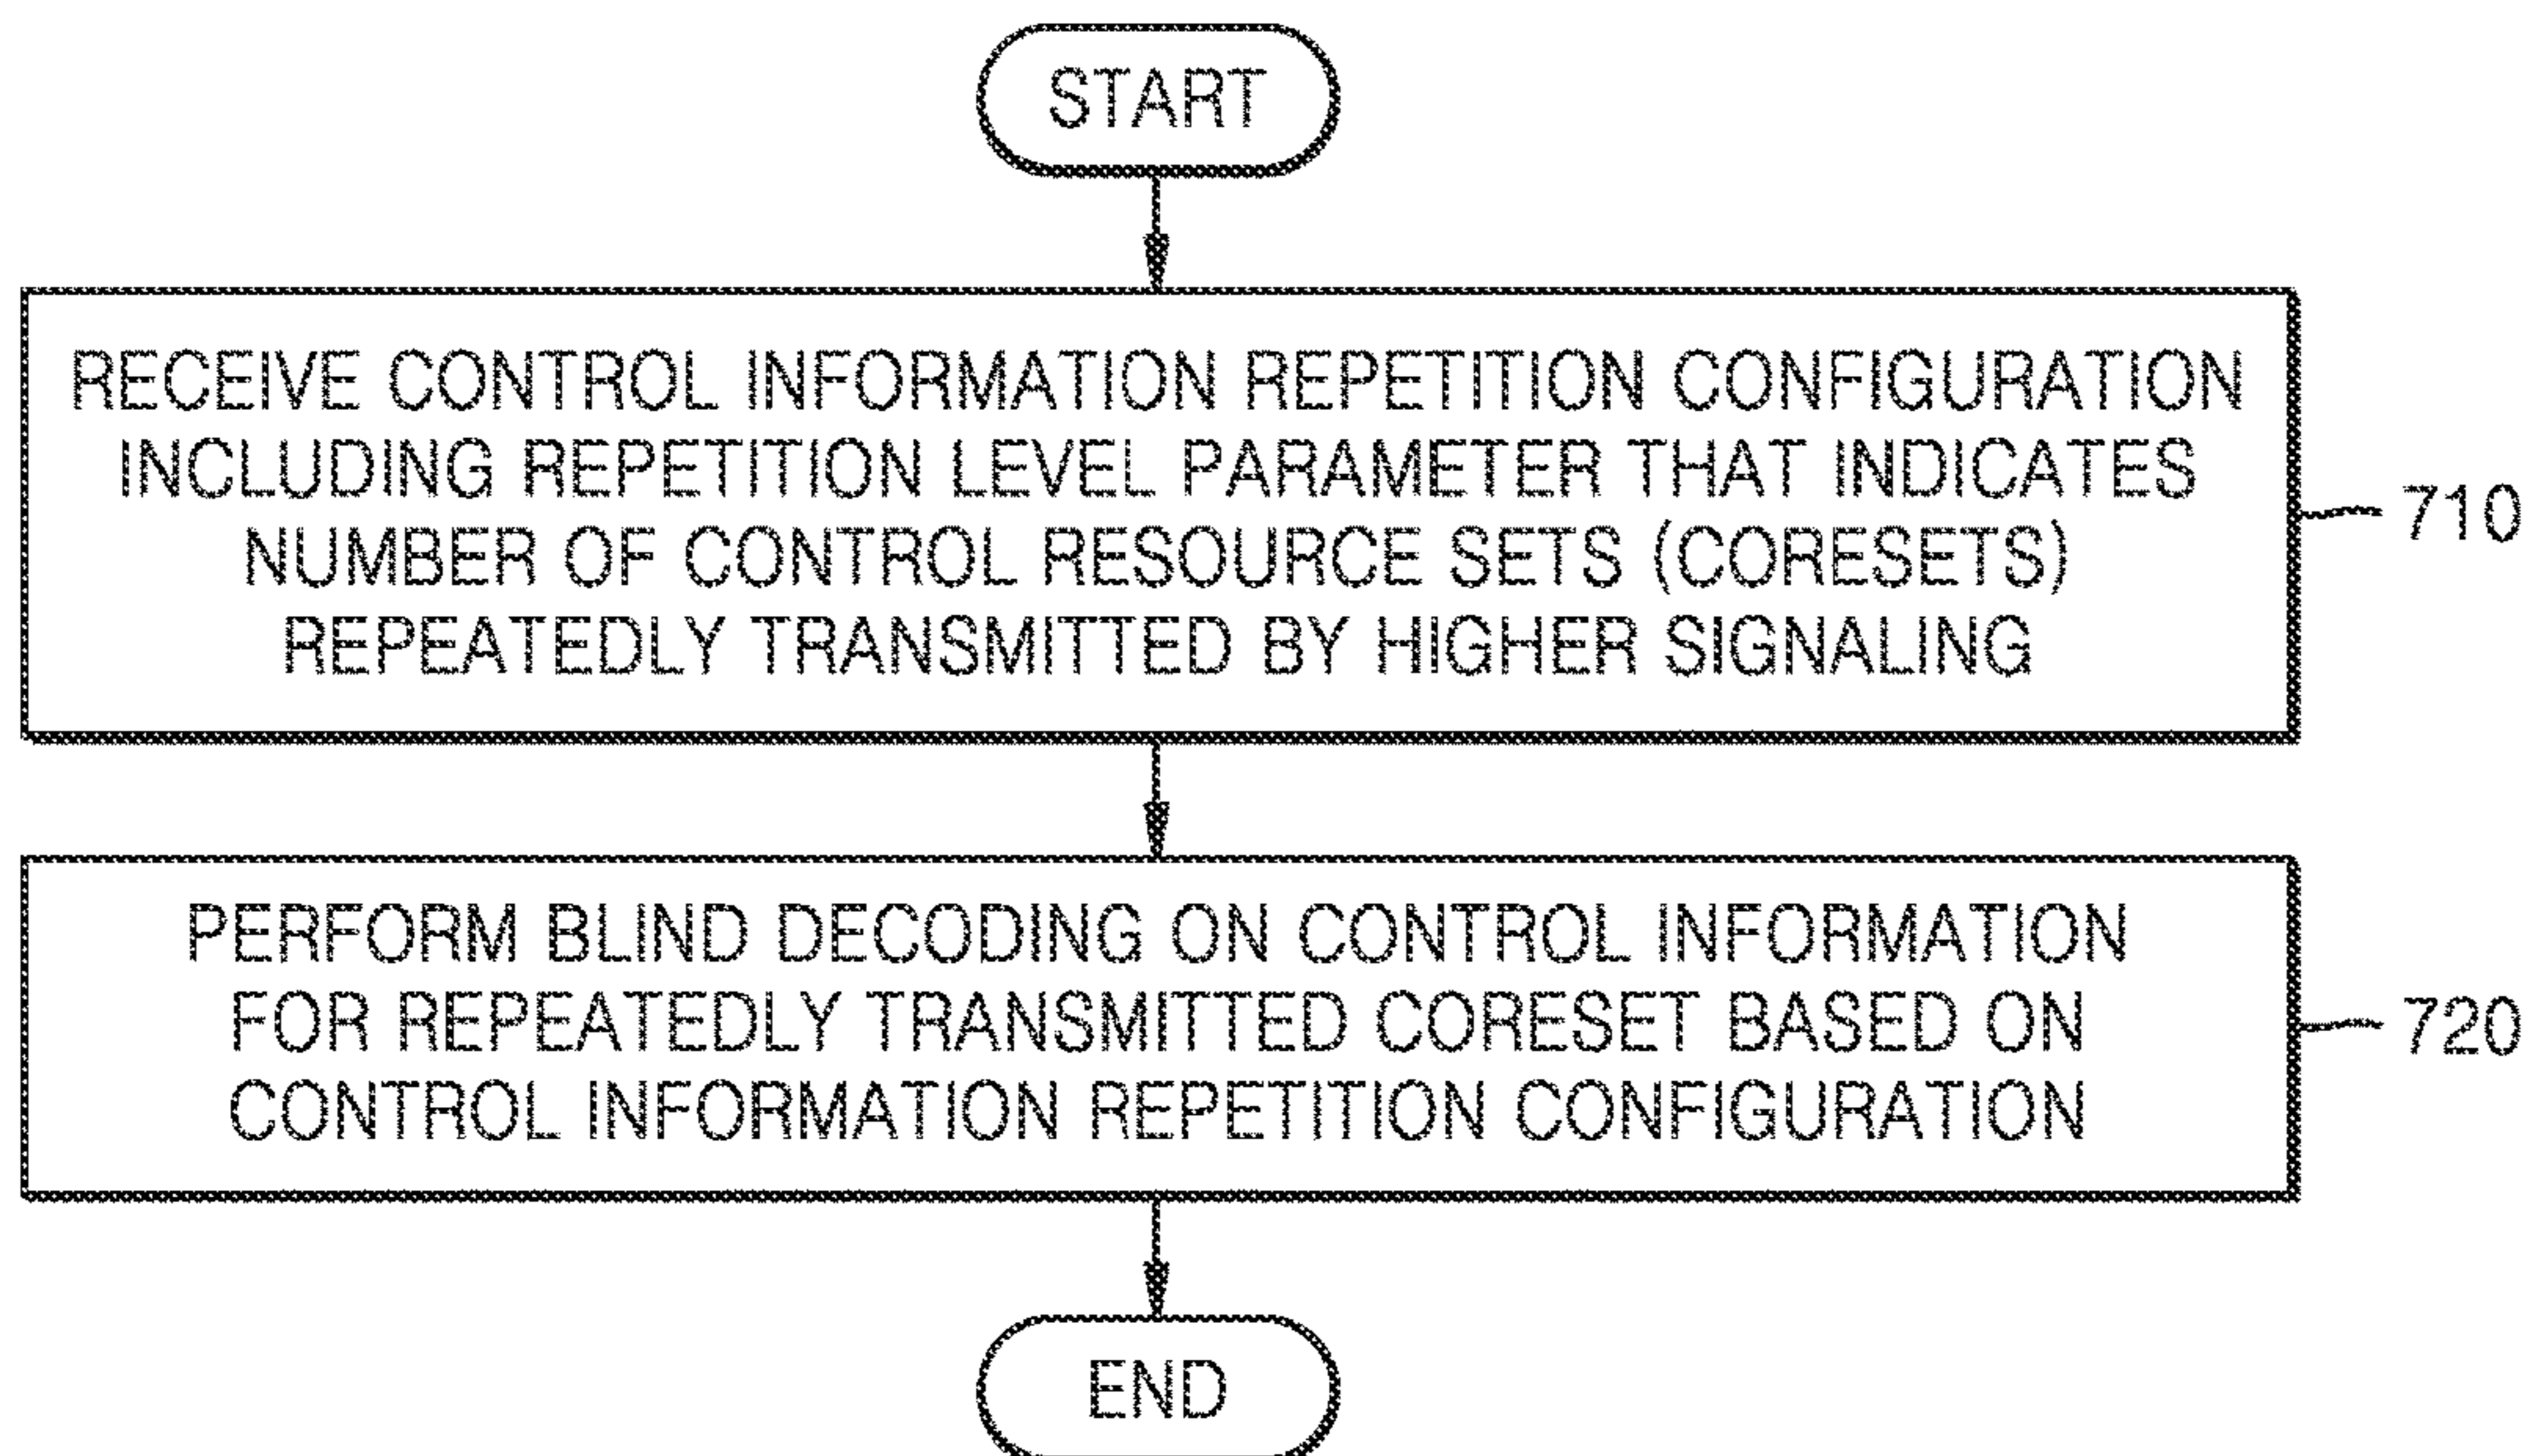 START
RECEIVE CONTROL INFORMATION REPETITION CONFIGURATION
INCLUDING REPETITION LEVEL PARAMETER THAT INDICATES
NUMBER OF CONTROL RESOURCE SETS (CORESETS)
REPEATEDLY TRANSMITTED BY HIGHER SIGNALING
710
PERFORM BLIND DECODING ON CONTROL INFORMATION
FOR REPEATEDLY TRANSMITTED CORESET BASED ON
CONTROL INFORMATION REPETITION CONFIGURATION
720
END